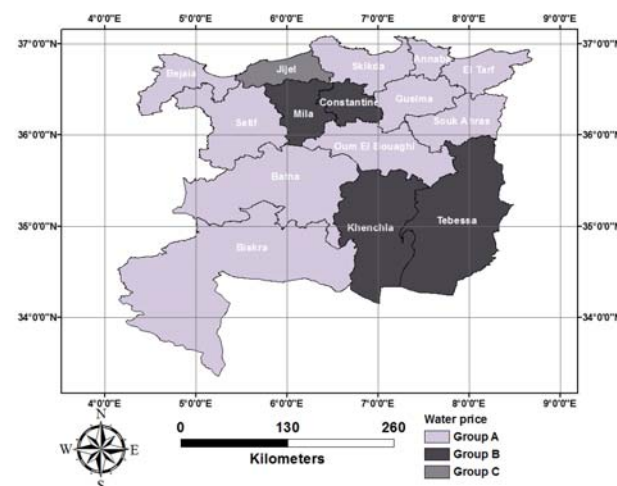 4°0'0"E 5°0'0"E 6°0'0"E 7°0'0"E 8°0'0"E 9°0'0"E
37°0'0"N 37°0'0"N
Bejaia Jijel Skikda Annaba El Tarf
Mila Constantine Guelma
Setif Souk Ahras
36°0'0"N 36°0'0"N
Oum El Bouaghi
Batna
35°0'0"N Khenchla Tebessa 35°0'0"N
Biskra
34°0'0"N 34°0'0"N
4°0'0"E 5°0'0"E 6°0'0"E 7°0'0"E 8°0'0"E 9°0'0"E
N
W E
S
0 130 260
Kilometers
Water price
Group A
Group B
Group C